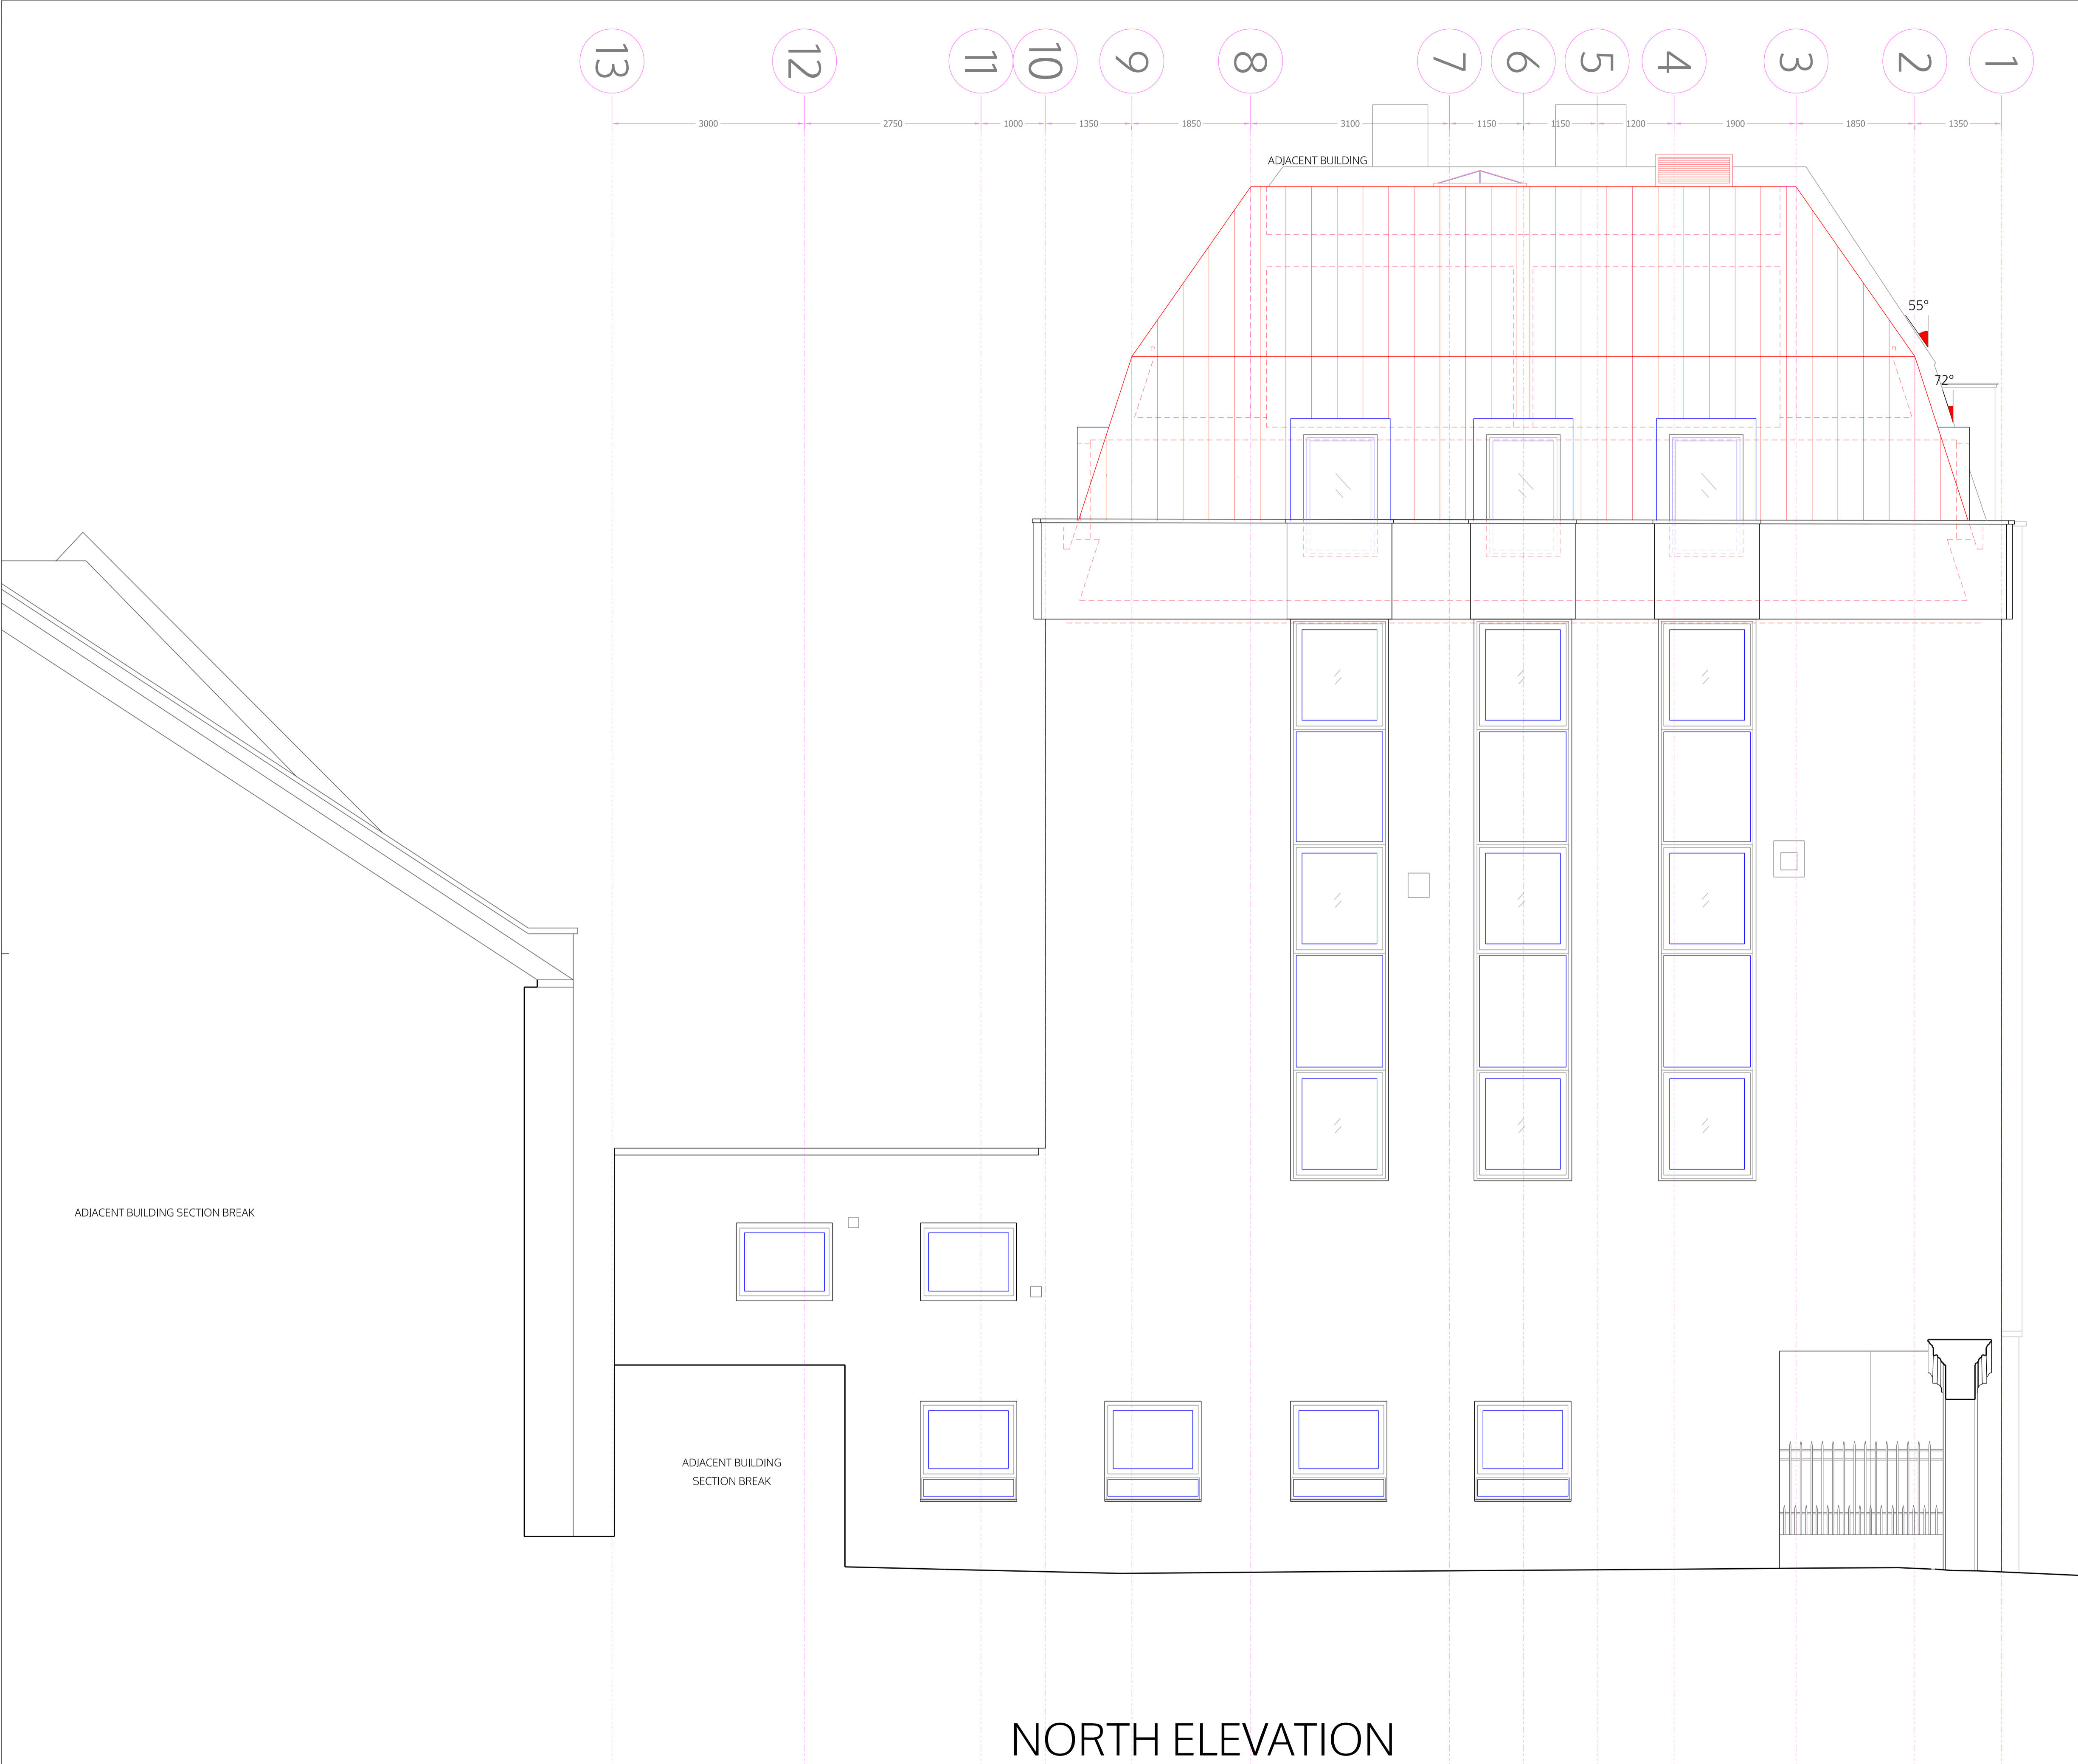 13 12 11 10 9 8 7 6 5 4 3 2 1
3000 2750 1000 1350 1850 3100 1150 1150 1200 1900 1850 1350
ADJACENT BUILDING
55°
72°
ADJACENT BUILDING SECTION BREAK
ADJACENT BUILDING
SECTION BREAK
NORTH ELEVATION